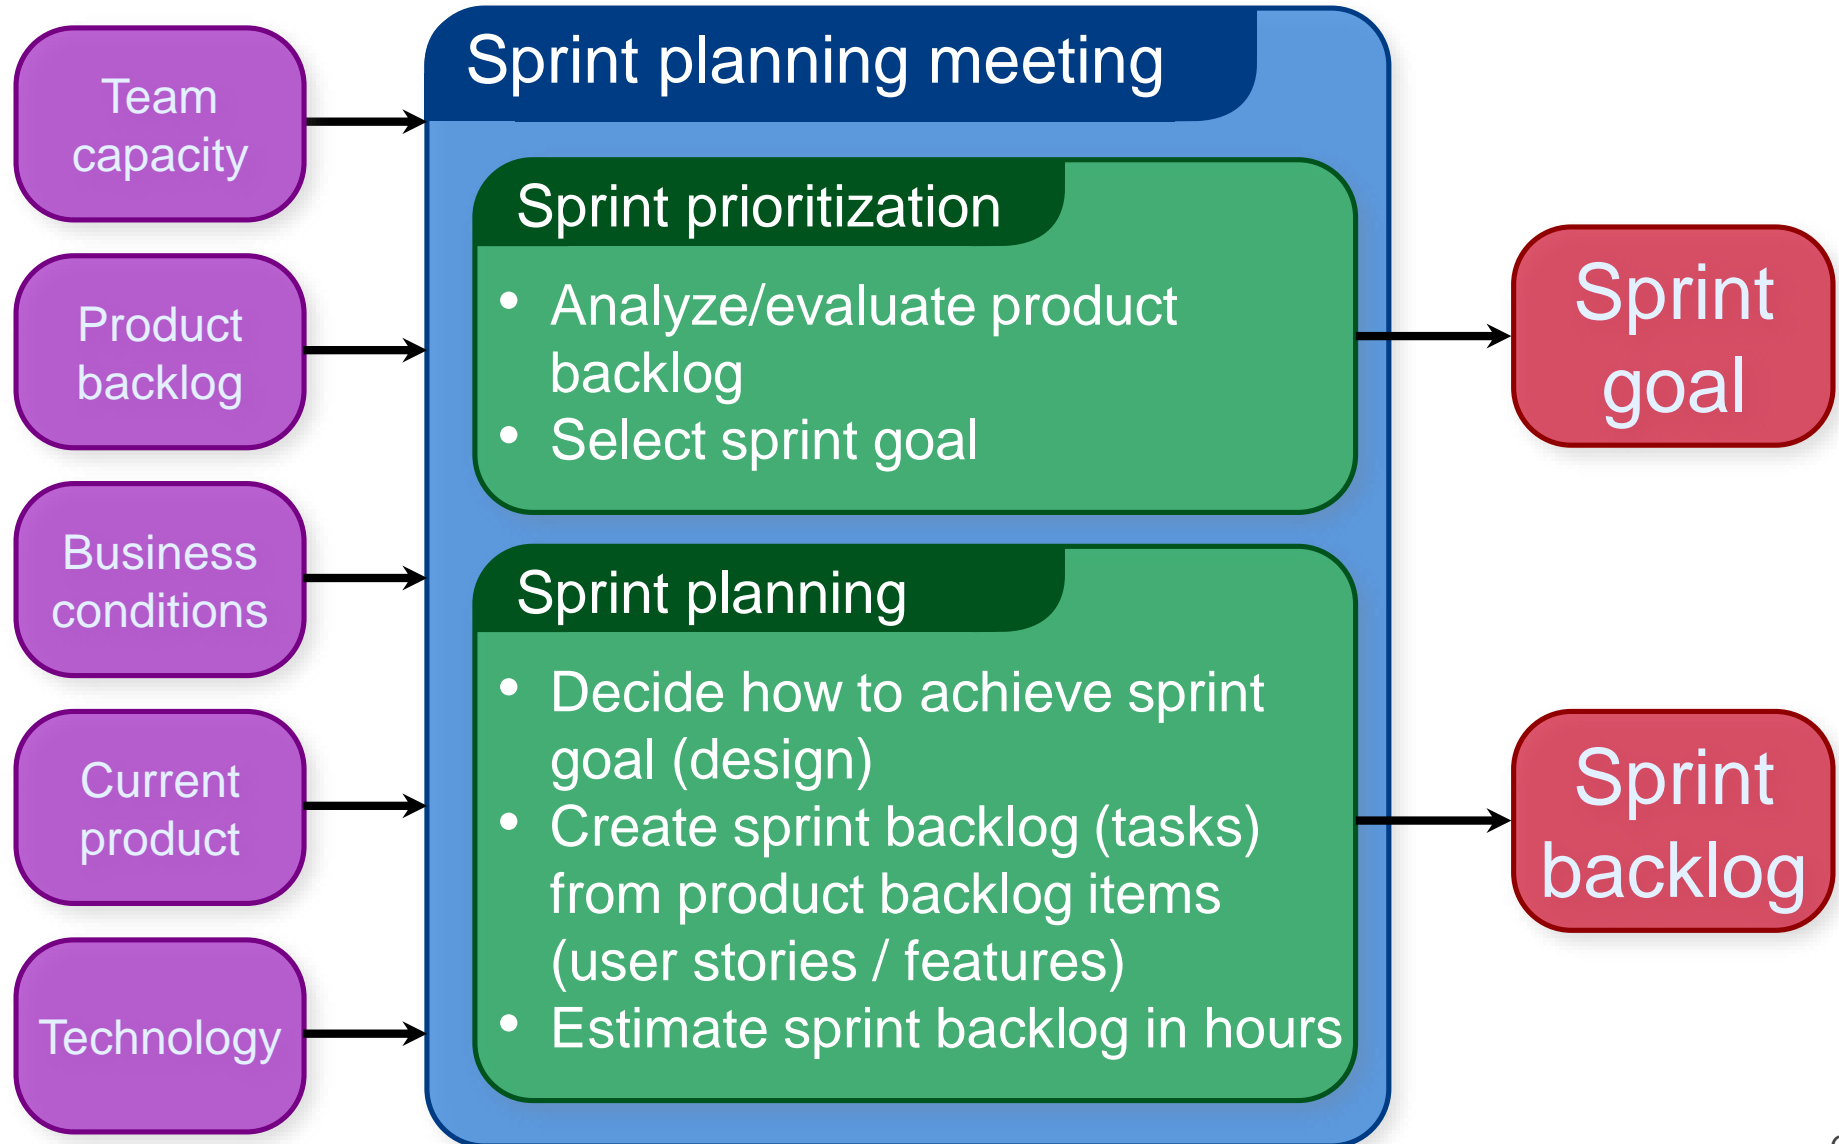 Team
capacity
Product
backlog
Business
conditions
Current
product
Technology
Sprint planning meeting
Sprint prioritization
• Analyze/evaluate product
backlog
• Select sprint goal
Sprint planning
• Decide how to achieve sprint
goal (design)
• Create sprint backlog (tasks)
from product backlog items
(user stories / features)
• Estimate sprint backlog in hours
Sprint
goal
Sprint
backlog